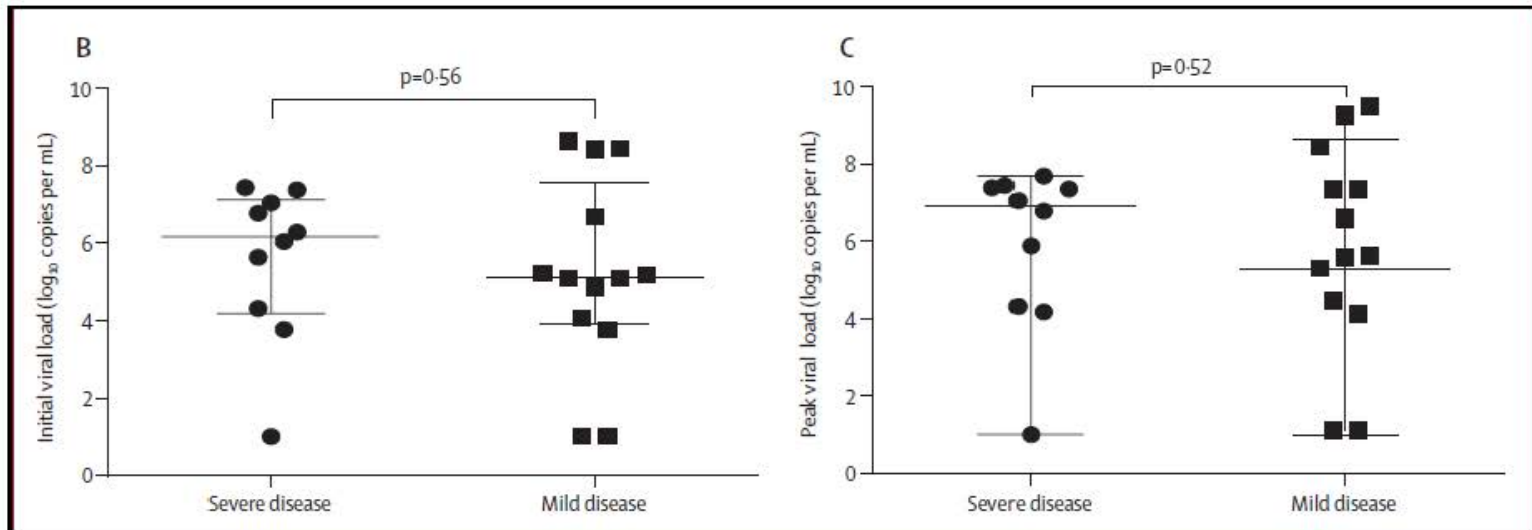 B
p=0·56
10
8
6
4
2
0
Initial viral load (log₁₀ copies per mL)
Severe disease
Mild disease
C
p=0·52
10
8
6
4
2
0
Peak viral load (log₁₀ copies per mL)
Severe disease
Mild disease